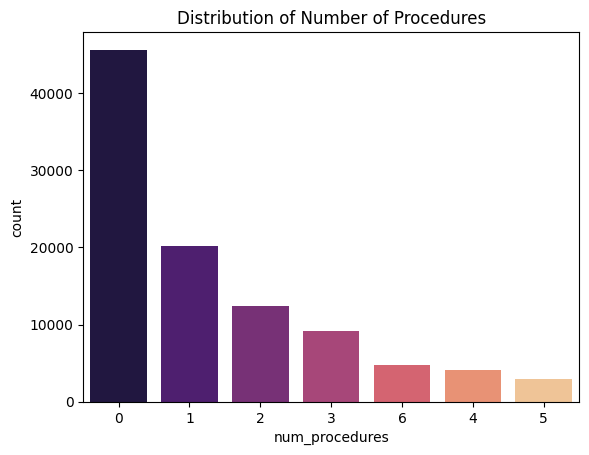 Distribution of Number of Procedures
count
40000
30000
20000
10000
0
0 1 2 3 6 4 5
num_procedures